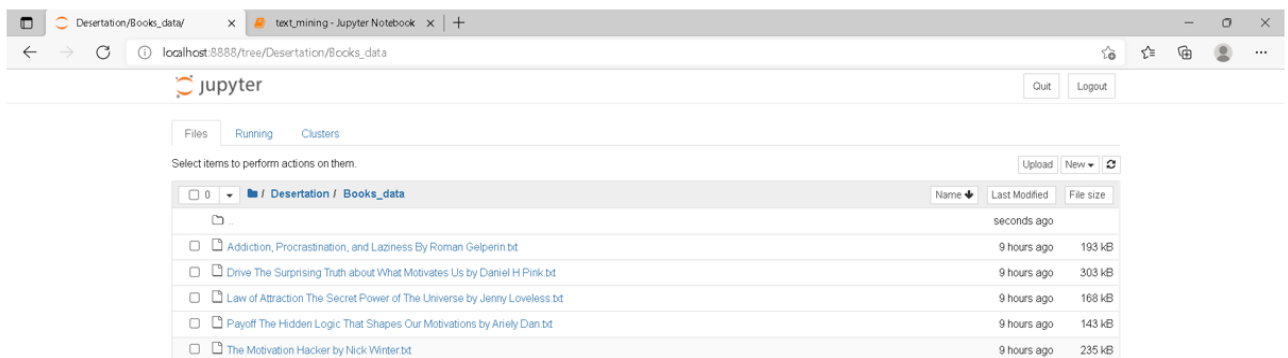 Desertation/Books_data/ text_mining - Jupyter Notebook
localhost:8888/tree/Desertation/Books_data
jupyter Quit Logout
Files Running Clusters
Select items to perform actions on them. Upload New
0 / Desertation / Books_data Name Last Modified File size
.. seconds ago
Addiction, Procrastination, and Laziness By Roman Gelperin.txt 9 hours ago 193 kB
Drive The Surprising Truth about What Motivates Us by Daniel H Pink.txt 9 hours ago 303 kB
Law of Attraction The Secret Power of The Universe by Jenny Loveless.txt 9 hours ago 168 kB
Payoff The Hidden Logic That Shapes Our Motivations by Ariely Dan.txt 9 hours ago 143 kB
The Motivation Hacker by Nick Winter.txt 9 hours ago 235 kB